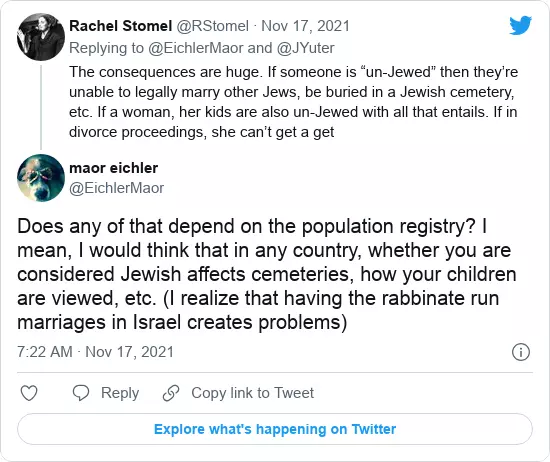 Rachel Stomel @RStomel · Nov 17, 2021
Replying to @EichlerMaor and @JYuter
The consequences are huge. If someone is “un-Jewed” then they’re
unable to legally marry other Jews, be buried in a Jewish cemetery,
etc. If a woman, her kids are also un-Jewed with all that entails. If in
divorce proceedings, she can’t get a get
maor eichler
@EichlerMaor
Does any of that depend on the population registry? I
mean, I would think that in any country, whether you are
considered Jewish affects cemeteries, how your children
are viewed, etc. (I realize that having the rabbinate run
marriages in Israel creates problems)
7:22 AM · Nov 17, 2021
Reply
Copy link to Tweet
Explore what's happening on Twitter